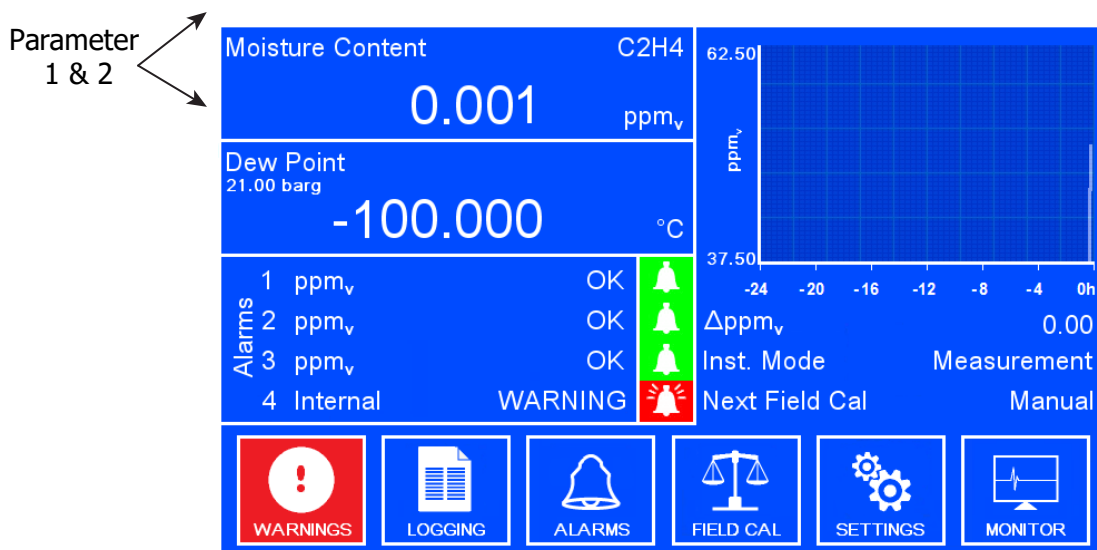 Parameter
1 & 2
Moisture Content C2H4
0.001 ppmv
Dew Point
21.00 barg
-100.000 °C
Alarms
1 ppmv OK
2 ppmv OK
3 ppmv OK
4 Internal WARNING
62.50
ppmv
37.50
-24 -20 -16 -12 -8 -4 0h
Δppmv 0.00
Inst. Mode Measurement
Next Field Cal Manual
WARNINGS LOGGING ALARMS FIELD CAL SETTINGS MONITOR